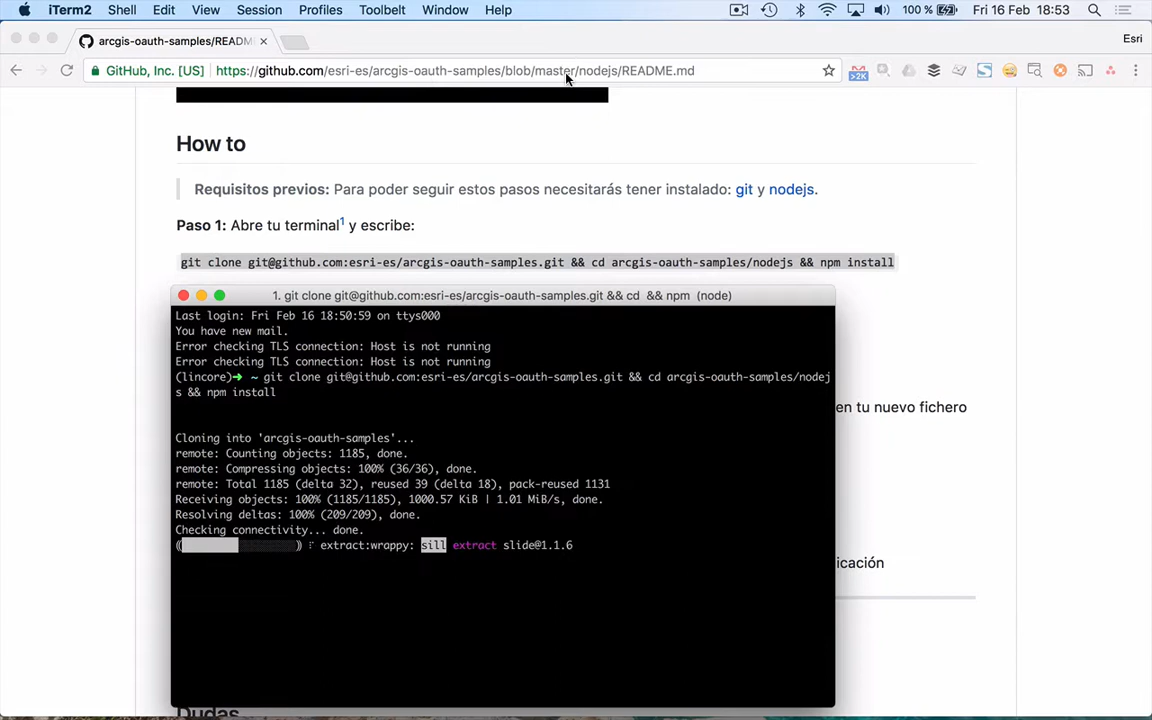 iTerm2 Shell Edit View Session Profiles Toolbelt Window Help 100 % Fri 16 Feb 18:53
arcgis-oauth-samples/READM
Esri
GitHub, Inc. [US] https://github.com/esri-es/arcgis-oauth-samples/blob/master/nodejs/README.md
>2K
How to
Requisitos previos: Para poder seguir estos pasos necesitarás tener instalado: git y nodejs.
Paso 1: Abre tu terminal1 y escribe:
git clone git@github.com:esri-es/arcgis-oauth-samples.git && cd arcgis-oauth-samples/nodejs && npm install
1. git clone git@github.com:esri-es/arcgis-oauth-samples.git && cd && npm (node)
Last login: Fri Feb 16 18:50:59 on ttys000
You have new mail.
Error checking TLS connection: Host is not running
Error checking TLS connection: Host is not running
(lincore)➜ ~ git clone git@github.com:esri-es/arcgis-oauth-samples.git && cd arcgis-oauth-samples/nodej
s && npm install
en tu nuevo fichero
Cloning into 'arcgis-oauth-samples'...
remote: Counting objects: 1185, done.
remote: Compressing objects: 100% (36/36), done.
remote: Total 1185 (delta 32), reused 39 (delta 18), pack-reused 1131
Receiving objects: 100% (1185/1185), 1000.57 KiB | 1.01 MiB/s, done.
Resolving deltas: 100% (209/209), done.
Checking connectivity... done.
extract:wrappy: sill extract slide@1.1.6
icación
Dudas